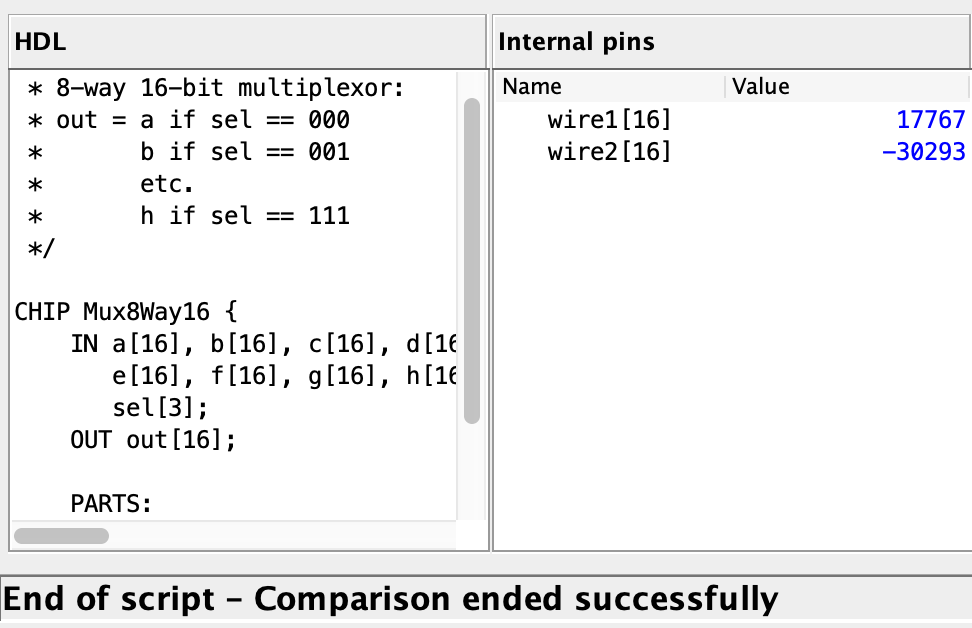 HDL
* 8-way 16-bit multiplexor:
* out = a if sel == 000
*       b if sel == 001
*       etc.
*       h if sel == 111
*/
CHIP Mux8Way16 {
    IN a[16], b[16], c[16], d[16
       e[16], f[16], g[16], h[16
       sel[3];
    OUT out[16];
    PARTS:
Internal pins
Name Value
wire1[16] 17767
wire2[16] -30293
End of script – Comparison ended successfully